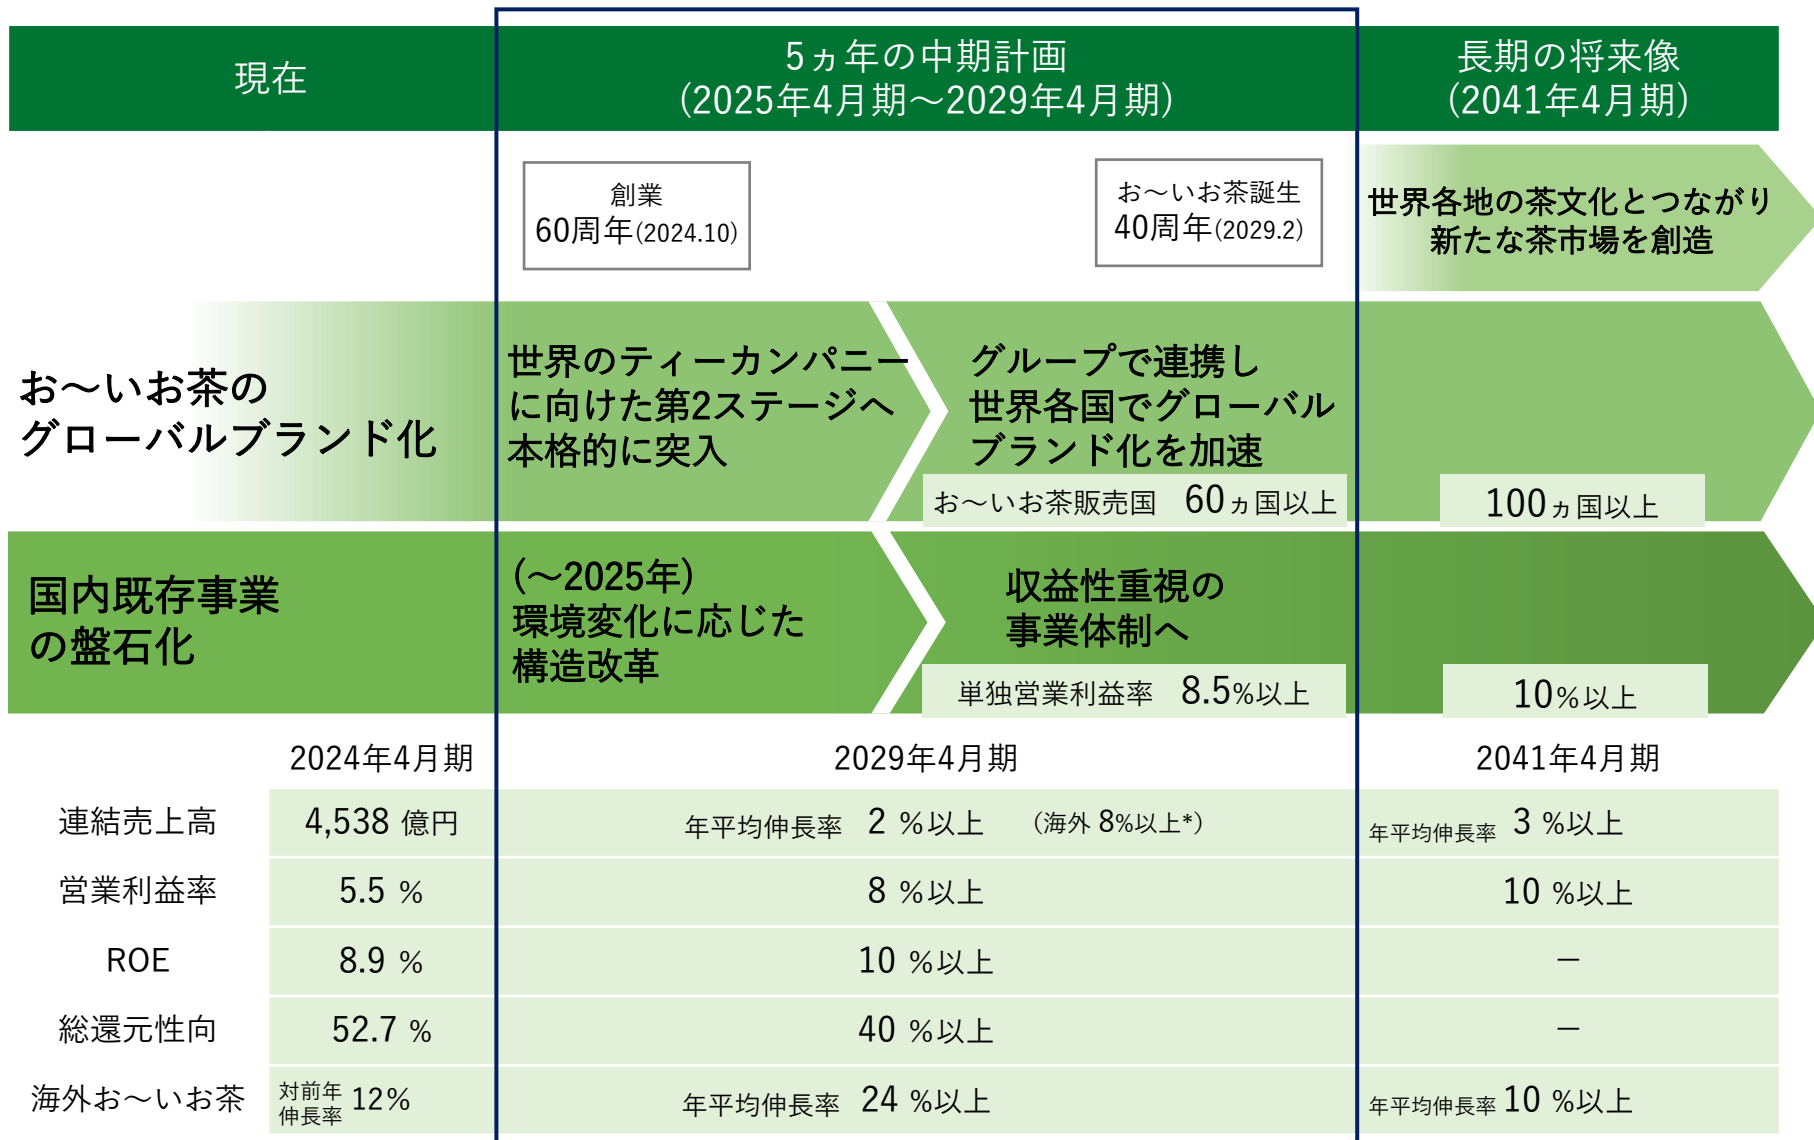 現在
5ヵ年の中期計画
(2025年4月期～2029年4月期)
長期の将来像
(2041年4月期)
創業
60周年(2024.10)
お～いお茶誕生
40周年(2029.2)
世界各地の茶文化とつながり
新たな茶市場を創造
お～いお茶の
グローバルブランド化
世界のティーカンパニー
に向けた第2ステージへ
本格的に突入
グループで連携し
世界各国でグローバル
ブランド化を加速
お～いお茶販売国 60ヵ国以上
100ヵ国以上
国内既存事業
の盤石化
(～2025年)
環境変化に応じた
構造改革
収益性重視の
事業体制へ
単独営業利益率 8.5%以上
10%以上
2024年4月期 2029年4月期 2041年4月期
連結売上高 4,538 億円 年平均伸長率 2 %以上 (海外 8%以上*) 年平均伸長率 3 %以上
営業利益率 5.5 % 8 %以上 10 %以上
ROE 8.9 % 10 %以上 －
総還元性向 52.7 % 40 %以上 －
海外お～いお茶 対前年伸長率 12% 年平均伸長率 24 %以上 年平均伸長率 10 %以上